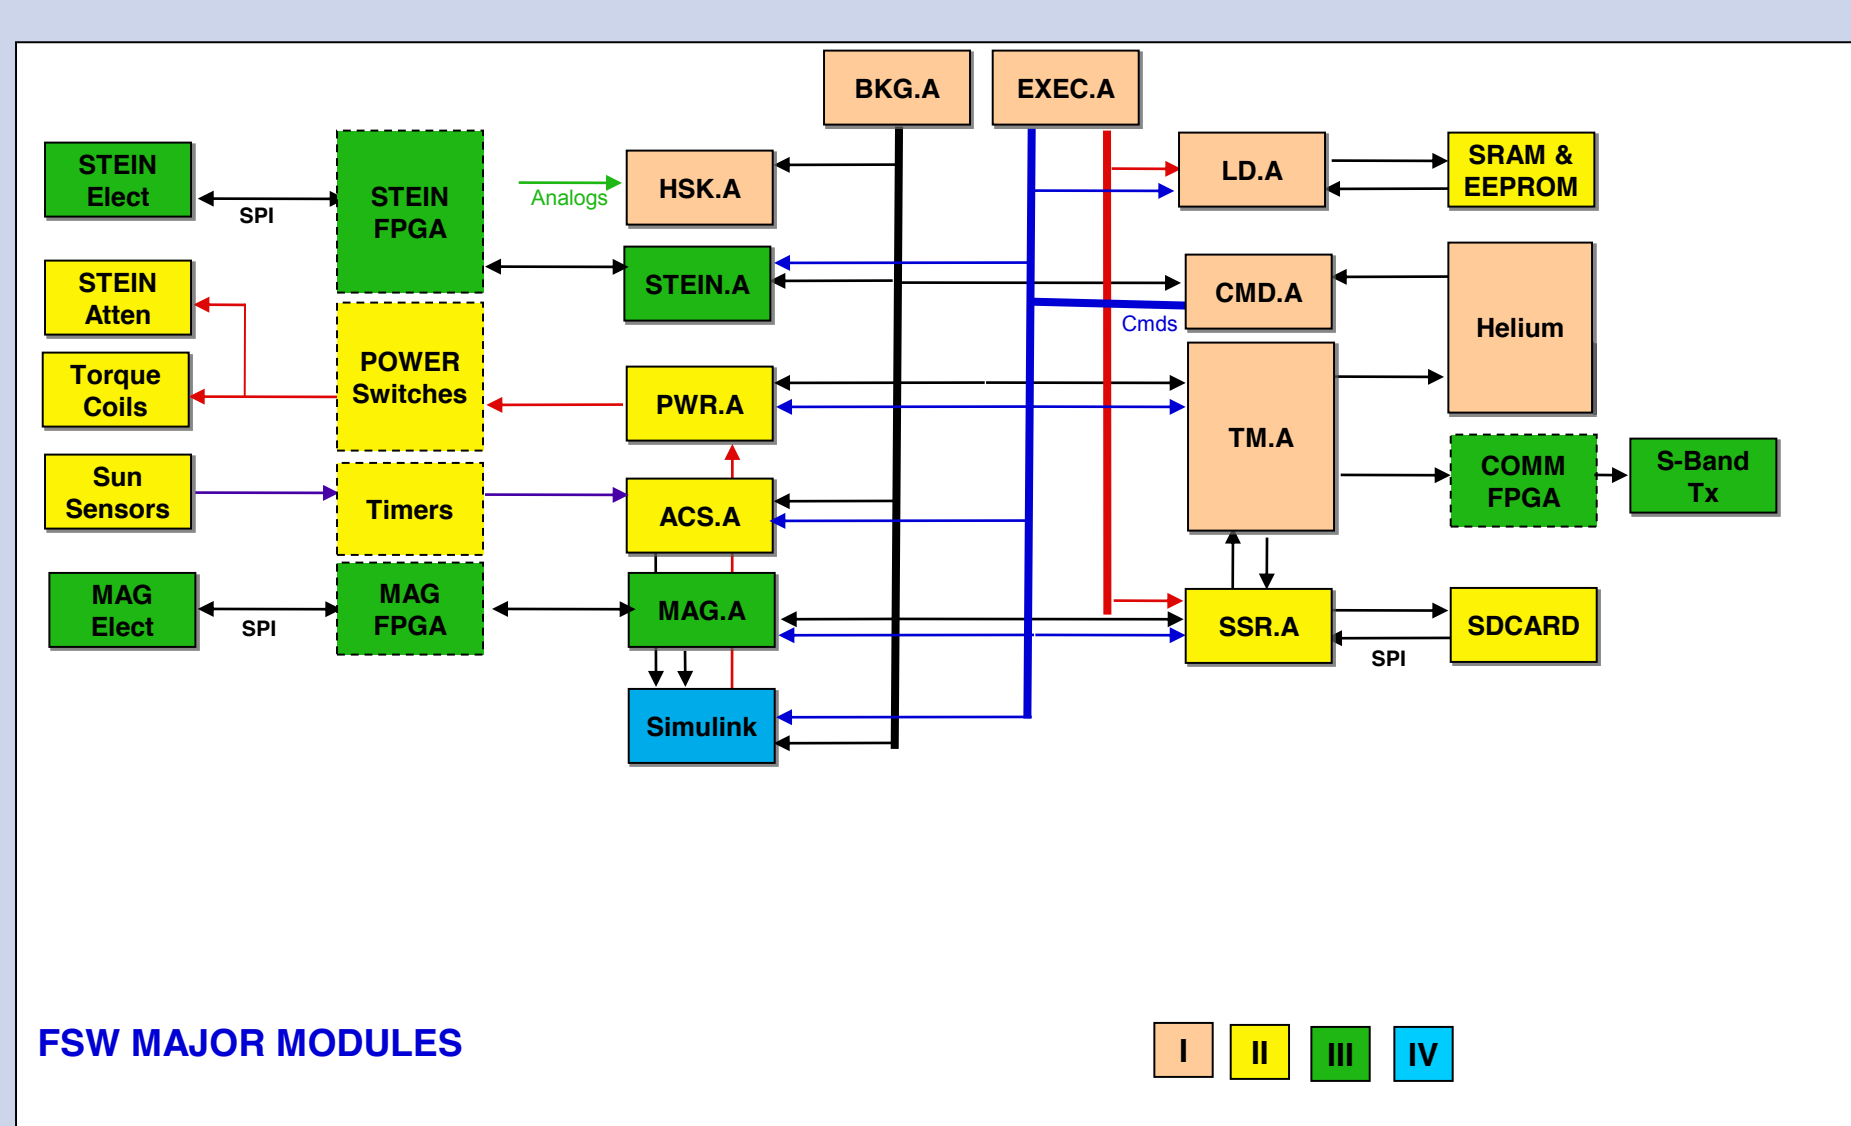 BKG.A
EXEC.A
STEIN
Elect
SPI
STEIN
FPGA
Analogs
HSK.A
LD.A
SRAM &
EEPROM
STEIN
Atten
STEIN.A
CMD.A
Cmds
Helium
Torque
Coils
POWER
Switches
PWR.A
TM.A
Sun
Sensors
Timers
ACS.A
COMM
FPGA
S-Band
Tx
MAG
Elect
SPI
MAG
FPGA
MAG.A
SSR.A
SPI
SDCARD
Simulink
FSW MAJOR MODULES
I
II
III
IV